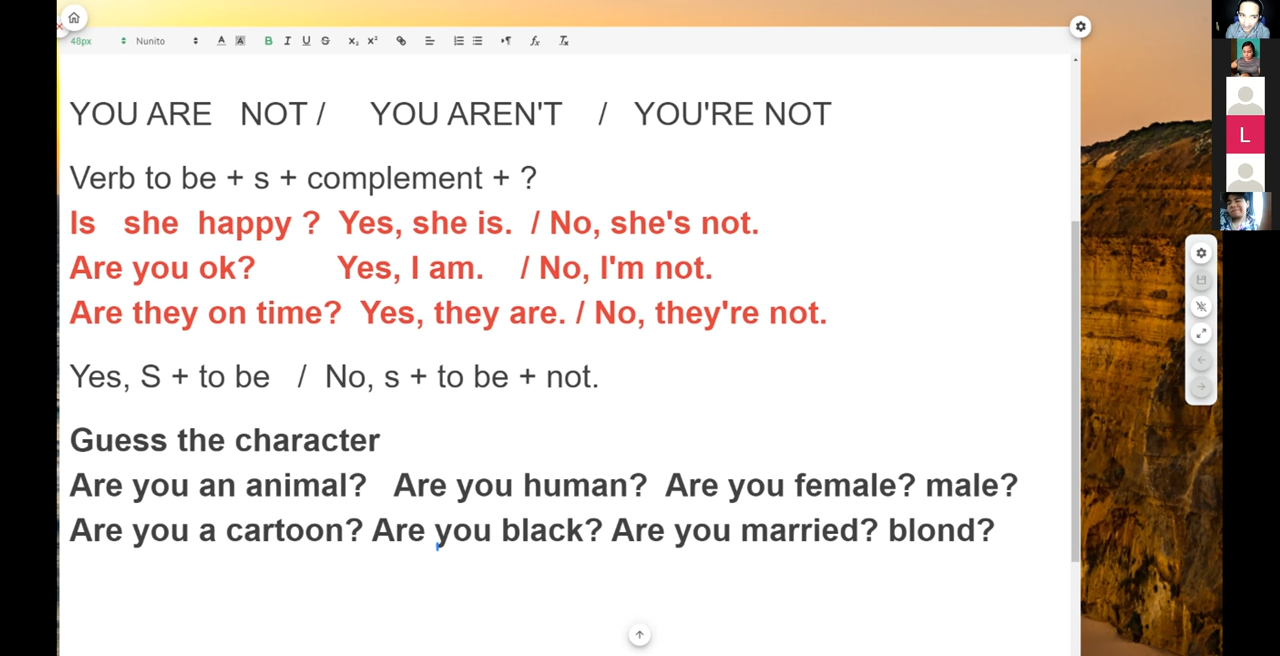 48px Nunito
YOU ARE NOT / YOU AREN'T / YOU'RE NOT
Verb to be + s + complement + ?
Is she happy ? Yes, she is. / No, she's not.
Are you ok? Yes, I am. / No, I'm not.
Are they on time? Yes, they are. / No, they're not.
Yes, S + to be / No, s + to be + not.
Guess the character
Are you an animal? Are you human? Are you female? male?
Are you a cartoon? Are you black? Are you married? blond?
L